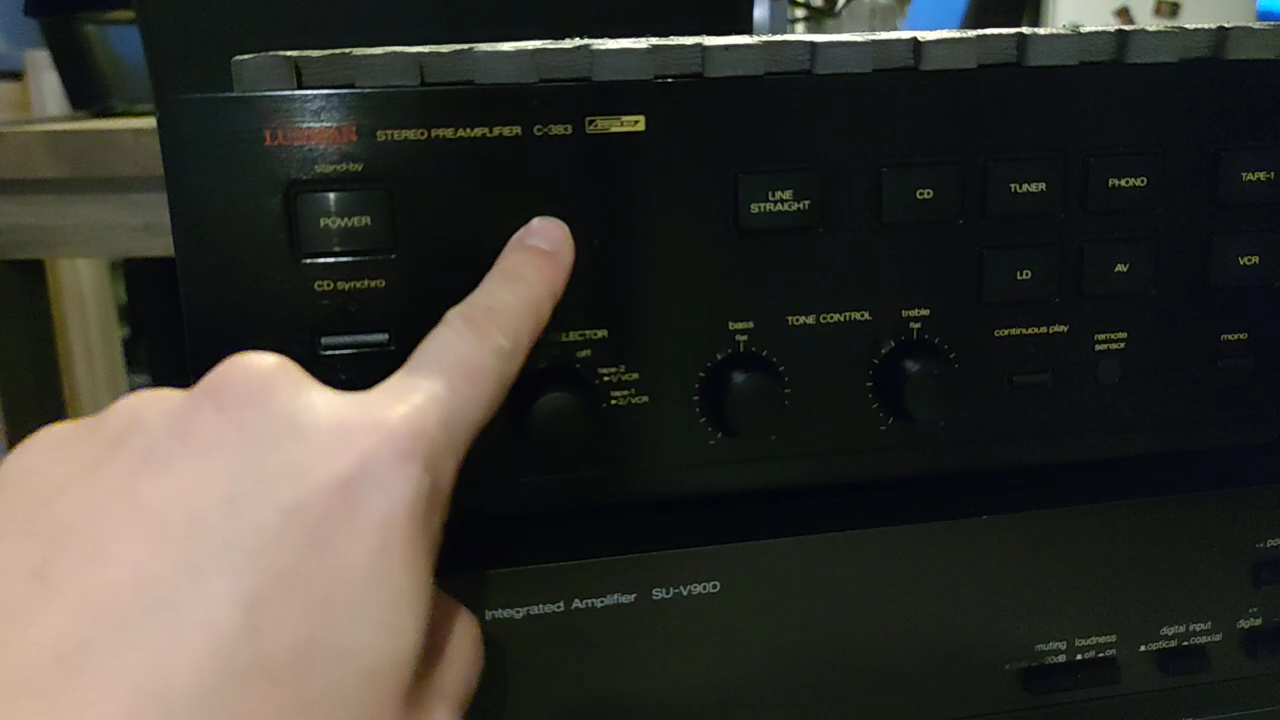 LUXMAN STEREO PREAMPLIFIER C-383
stand-by
POWER
CD synchro
LINE
STRAIGHT
CD
TUNER
PHONO
TAPE-1
LD
AV
VCR
off
tape-2
►1/VCR
tape-1
►2/VCR
TONE CONTROL
bass
flat
treble
flat
continuous play
remote
sensor
mono
Integrated Amplifier SU-V90D
muting loudness
-20dB off on
digital input
optical coaxial
digital